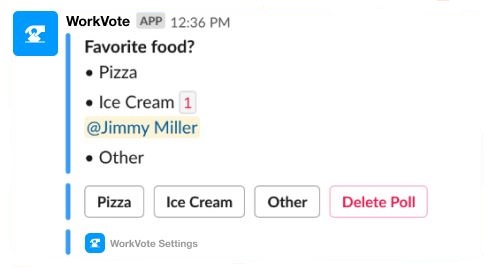 WorkVote APP 12:36 PM
Favorite food?
• Pizza
• Ice Cream 1
@Jimmy Miller
• Other
Pizza Ice Cream Other Delete Poll
WorkVote Settings